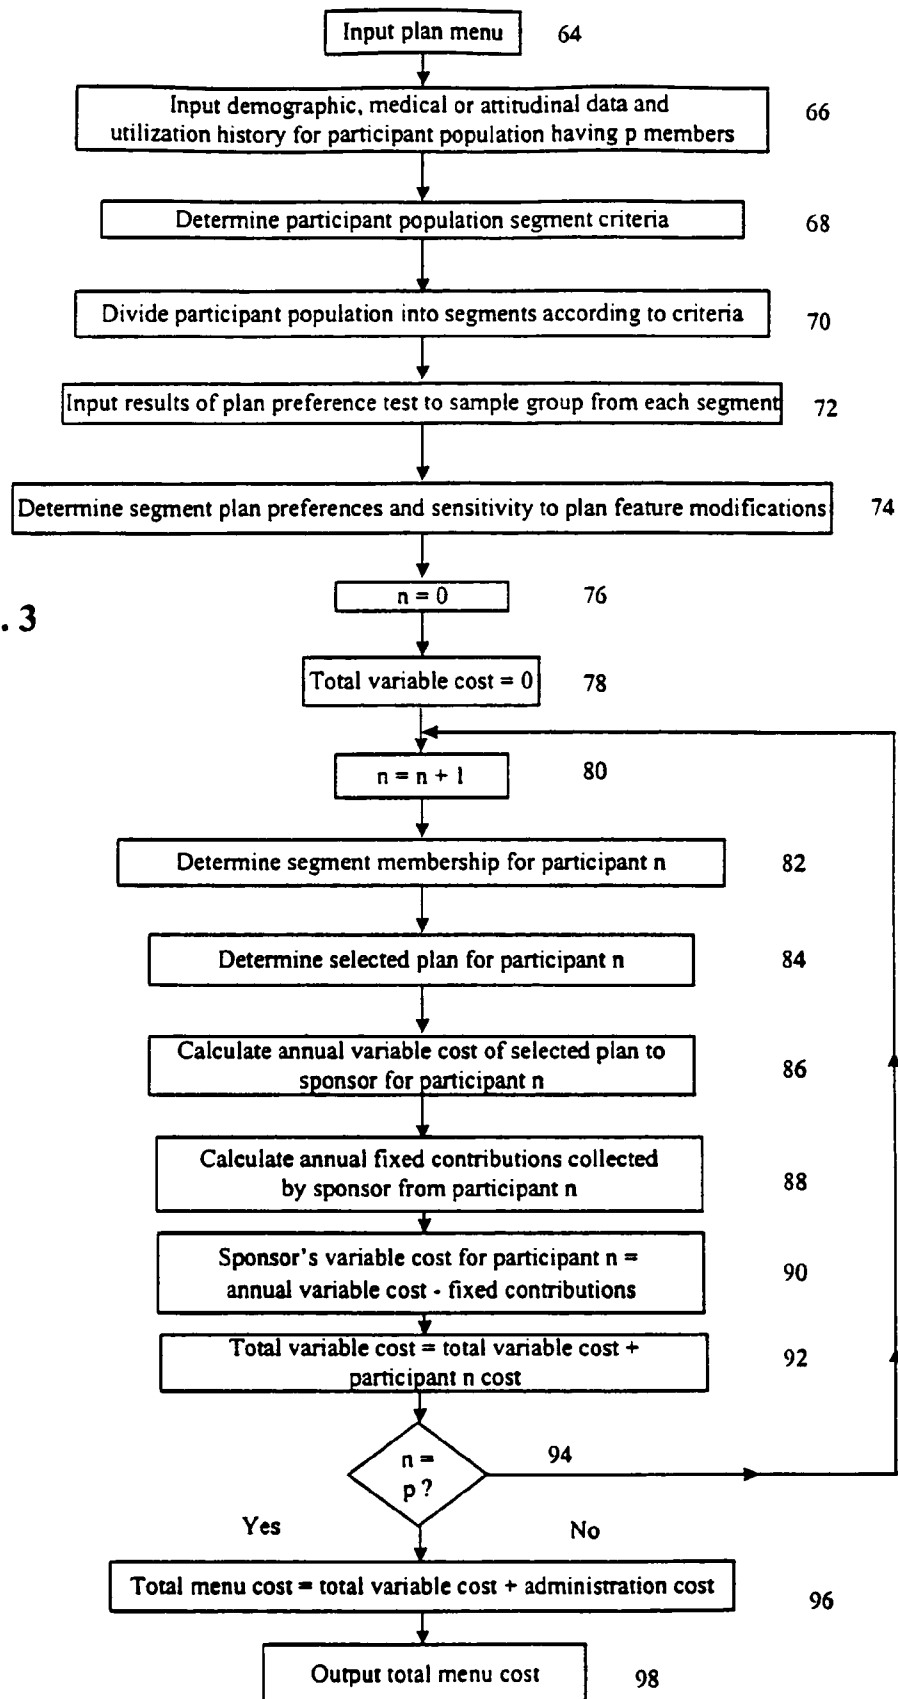 Input plan menu 64
Input demographic, medical or attitudinal data and
utilization history for participant population having p members 66
Determine participant population segment criteria 68
Divide participant population into segments according to criteria 70
Input results of plan preference test to sample group from each segment 72
Determine segment plan preferences and sensitivity to plan feature modifications 74
n = 0 76
. 3
Total variable cost = 0 78
n = n + 1 80
Determine segment membership for participant n 82
Determine selected plan for participant n 84
Calculate annual variable cost of selected plan to
sponsor for participant n 86
Calculate annual fixed contributions collected
by sponsor from participant n 88
Sponsor's variable cost for participant n =
annual variable cost - fixed contributions 90
Total variable cost = total variable cost +
participant n cost 92
n =
p ? 94
Yes No
Total menu cost = total variable cost + administration cost 96
Output total menu cost 98